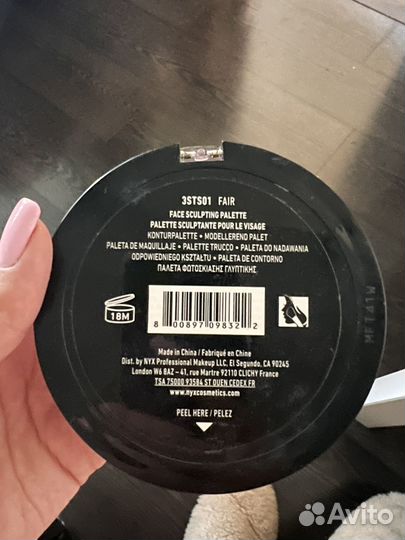 3STS01 FAIR
FACE SCULPTING PALETTE
PALETTE SCULPTANTE POUR LE VISAGE
KONTURPALETTE • MODELLEREND PALET
PALETA DE MAQUILLAJE • PALETTE TRUCCO • PALETA DO NADAWANIA
ODPOWIEDNIEGO KSZTAŁTU • PALETA DE CONTORNO
ΠΑΛΕΤΑ ΦΩΤΟΣΚΙΑΣΗΣ ΓΛΥΠΤΙΚΗΣ
18M
8 00897 09832 2
Made in China / Fabriqué en Chine
Dist. by NYX Professional Makeup LLC, El Segundo, CA 90245
London W6 8AZ – 41, rue Martre 92110 CLICHY France
TSA 75000 93584 ST OUEN CEDEX.FR
www.nyxcosmetics.com
PEEL HERE / PELEZ
MFT41W
Avito